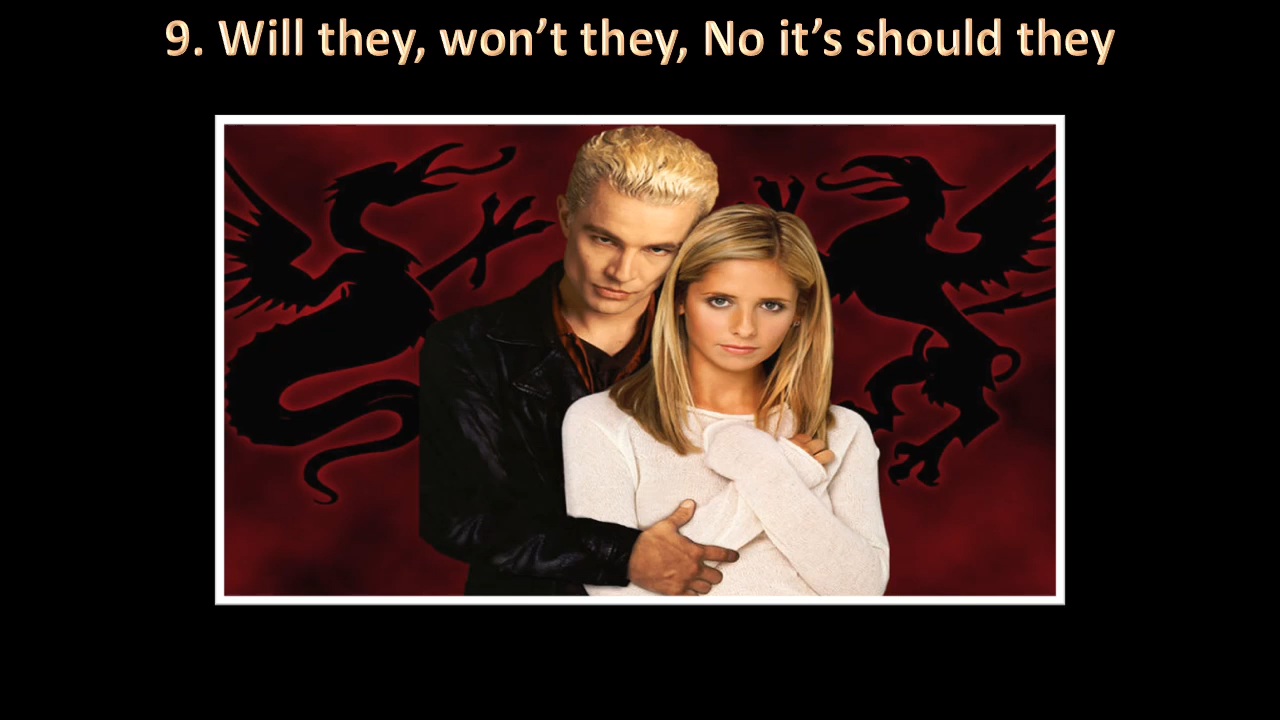 9. Will they, won’t they, No it’s should they